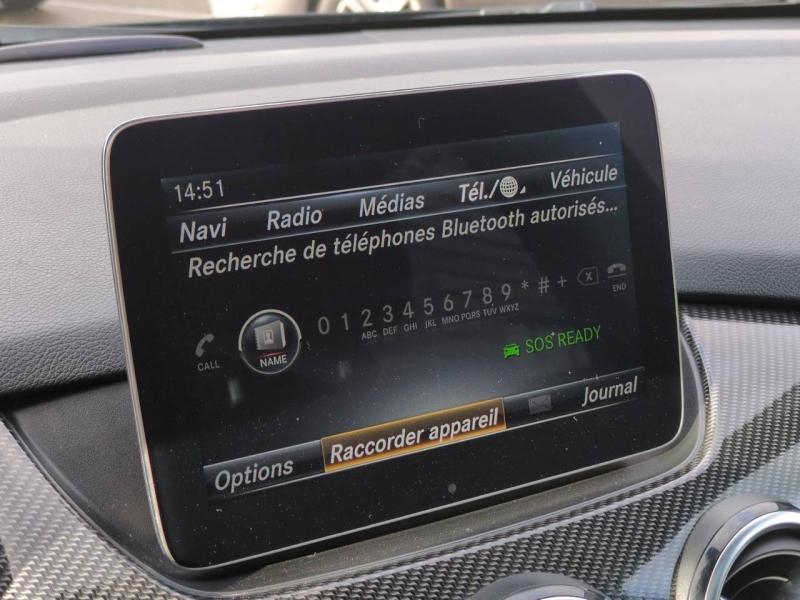 14:51
Navi Radio Médias Tél./ Véhicule
Recherche de téléphones Bluetooth autorisés...
CALL NAME 0 1 2 3 4 5 6 7 8 9 * # + X END
ABC DEF GHI JKL MNO PQRS TUV WXYZ
SOS READY
Options Raccorder appareil Journal